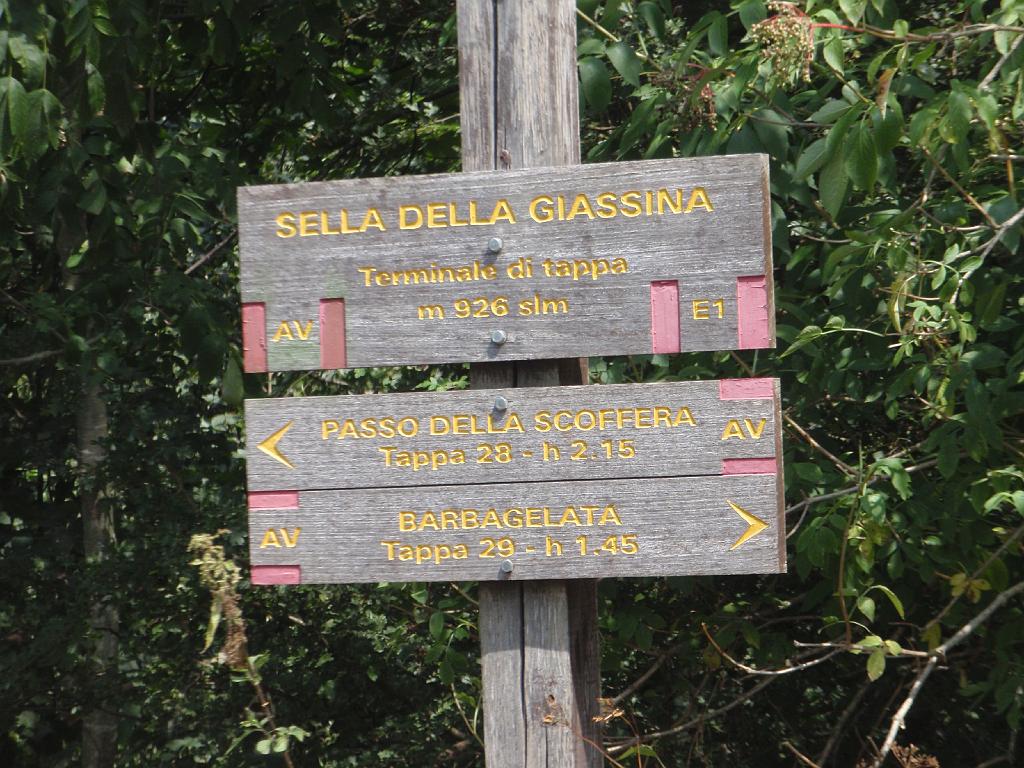 SELLA DELLA GIASSINA
Terminale di tappa
m 926 slm
AV
E1
PASSO DELLA SCOFFERA
Tappa 28 - h 2.15
AV
BARBAGELATA
Tappa 29 - h 1.45
AV